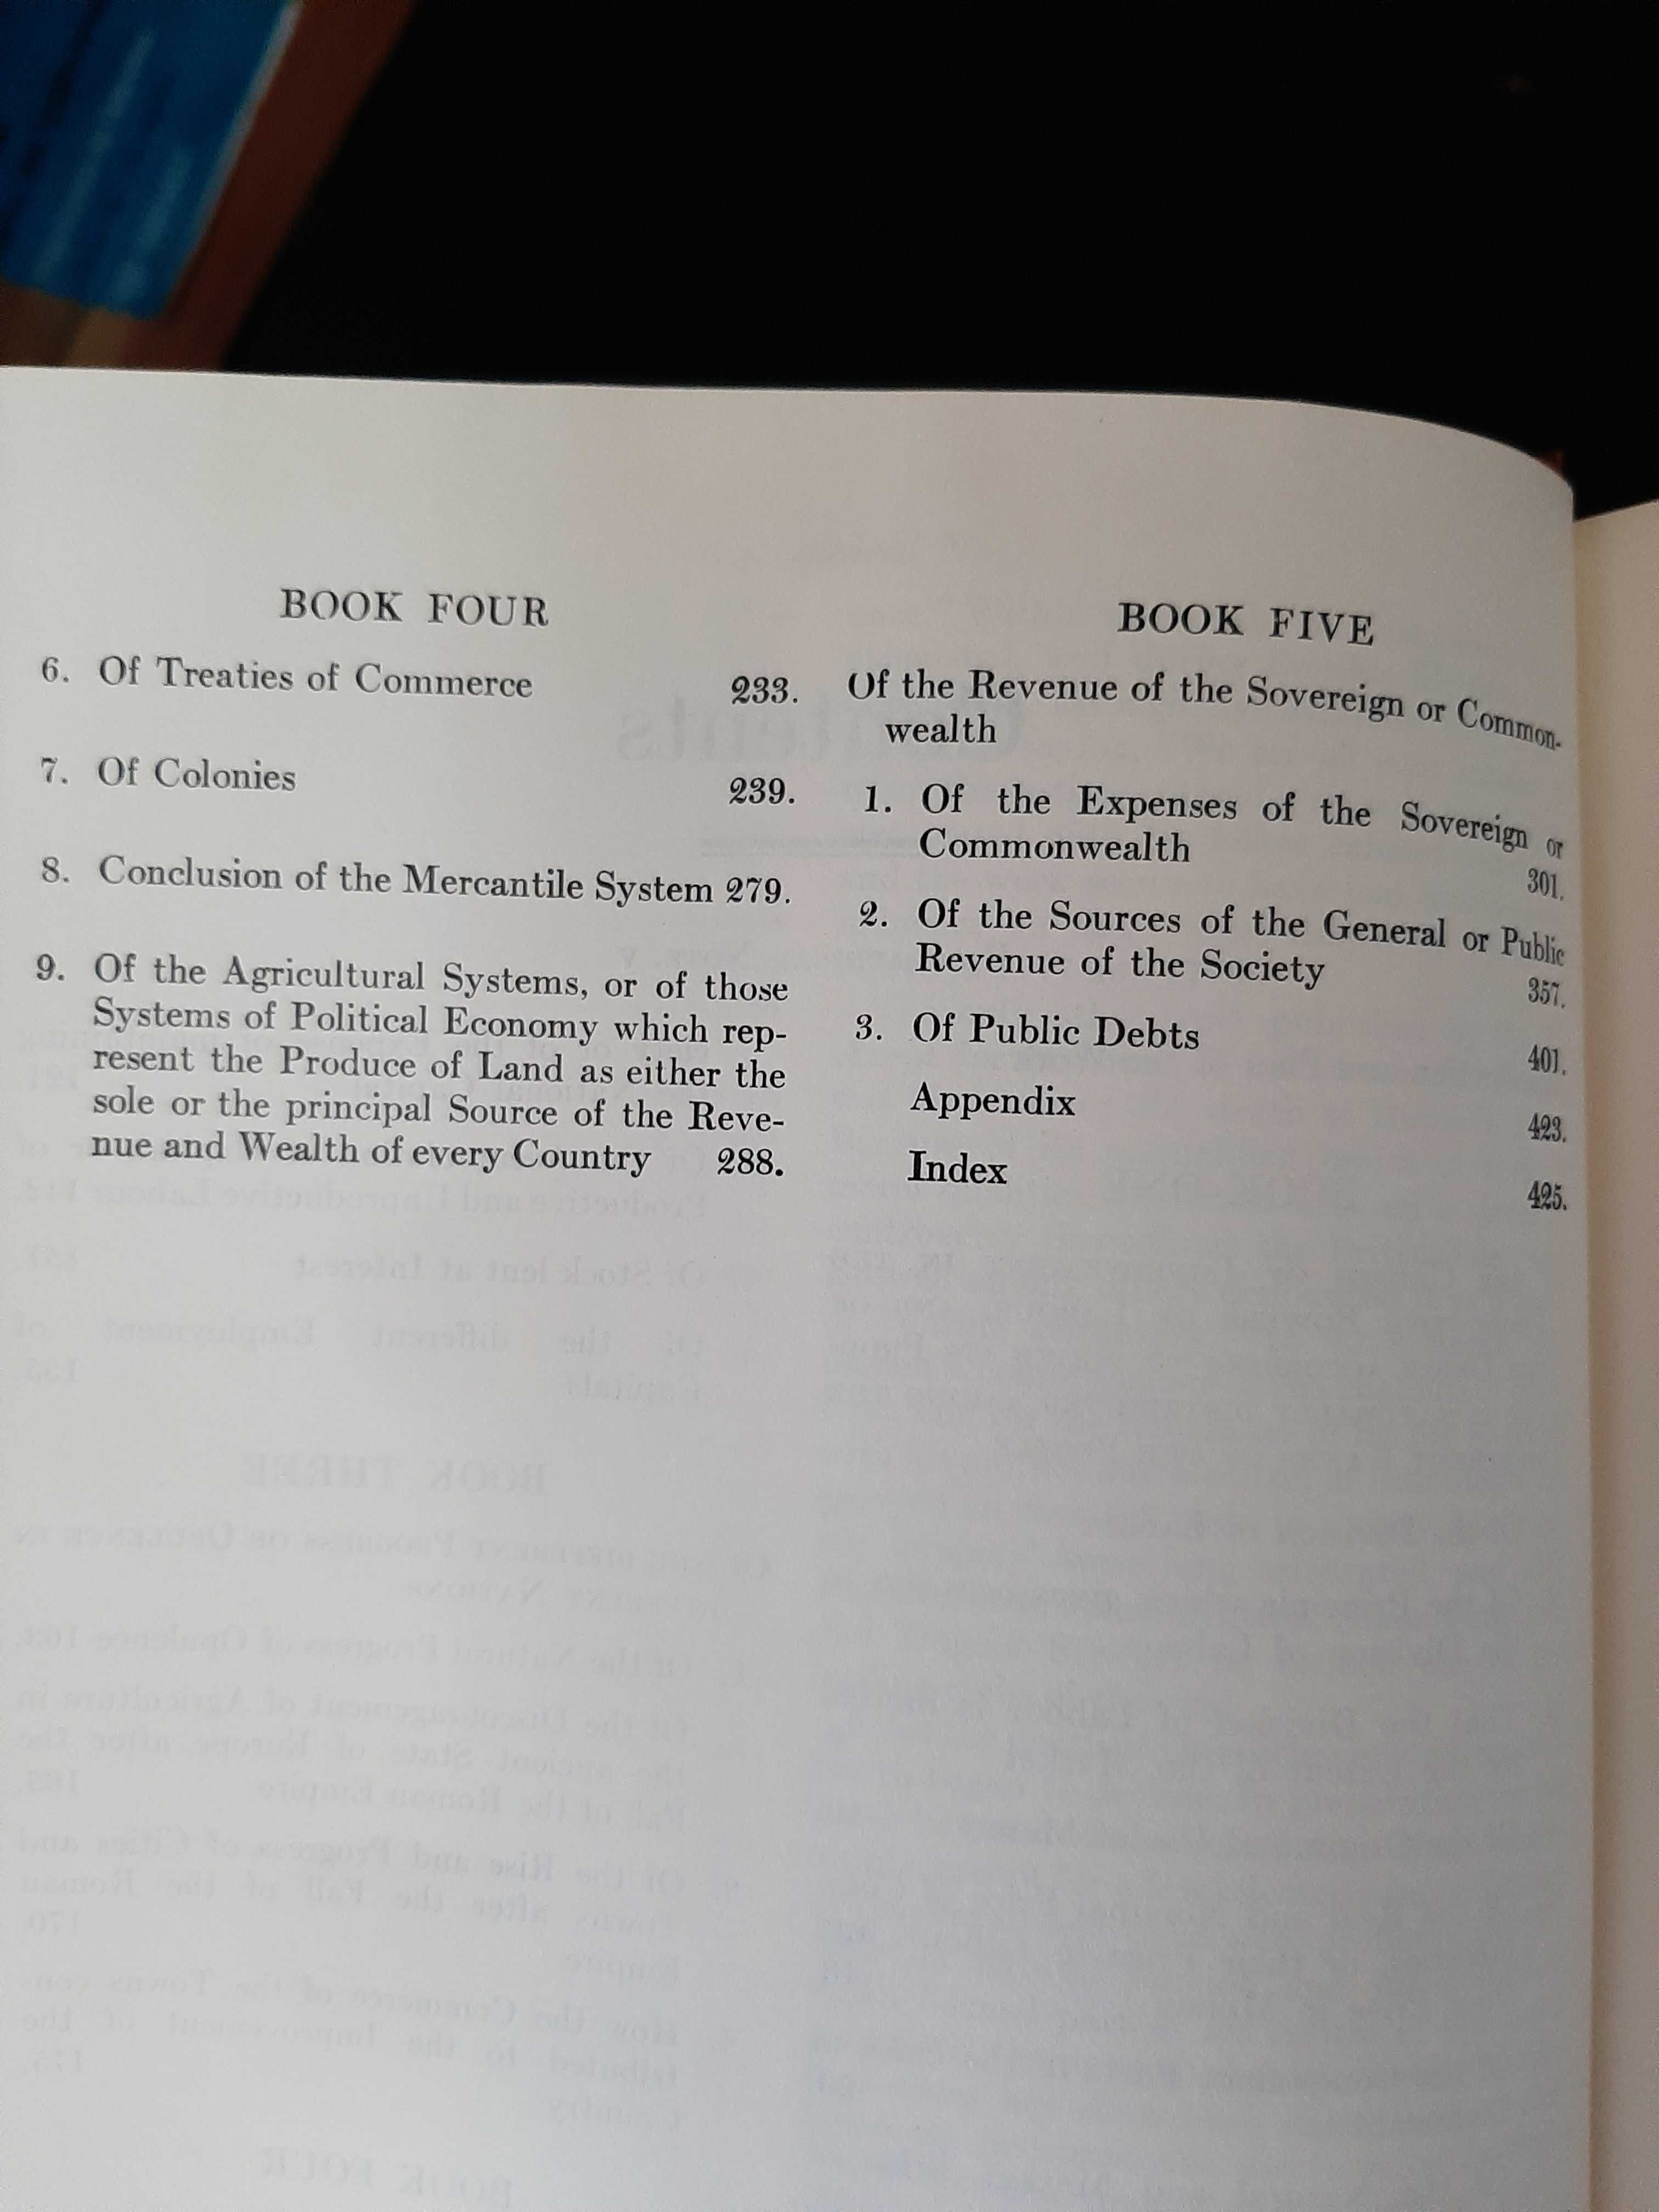 BOOK FOUR
6. Of Treaties of Commerce 233.
7. Of Colonies 239.
8. Conclusion of the Mercantile System 279.
9. Of the Agricultural Systems, or of those
Systems of Political Economy which rep-
resent the Produce of Land as either the
sole or the principal Source of the Reve-
nue and Wealth of every Country 288.
BOOK FIVE
Of the Revenue of the Sovereign or Common-
wealth
1. Of the Expenses of the Sovereign or
Commonwealth 301.
2. Of the Sources of the General or Public
Revenue of the Society 357.
3. Of Public Debts 401.
Appendix 423.
Index 425.